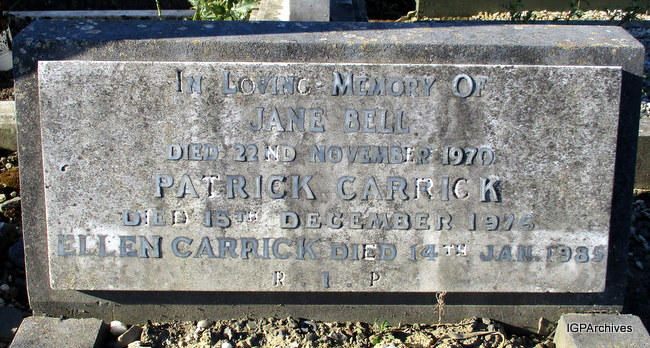 IN LOVING MEMORY OF
JANE BELL
DIED 22ND NOVEMBER 1970
PATRICK CARRICK
DIED 15TH DECEMBER 1975
ELLEN CARRICK DIED 14TH JAN. 1985
R I P
IGPArchives